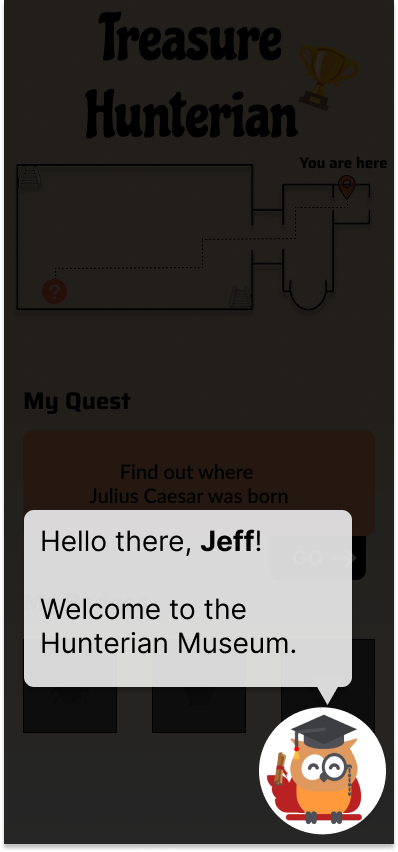 Treasure
Hunterian
You are here
?
My Quest
Find out where
Julius Caesar was born
GO →
Hello there, Jeff!
Welcome to the
Hunterian Museum.